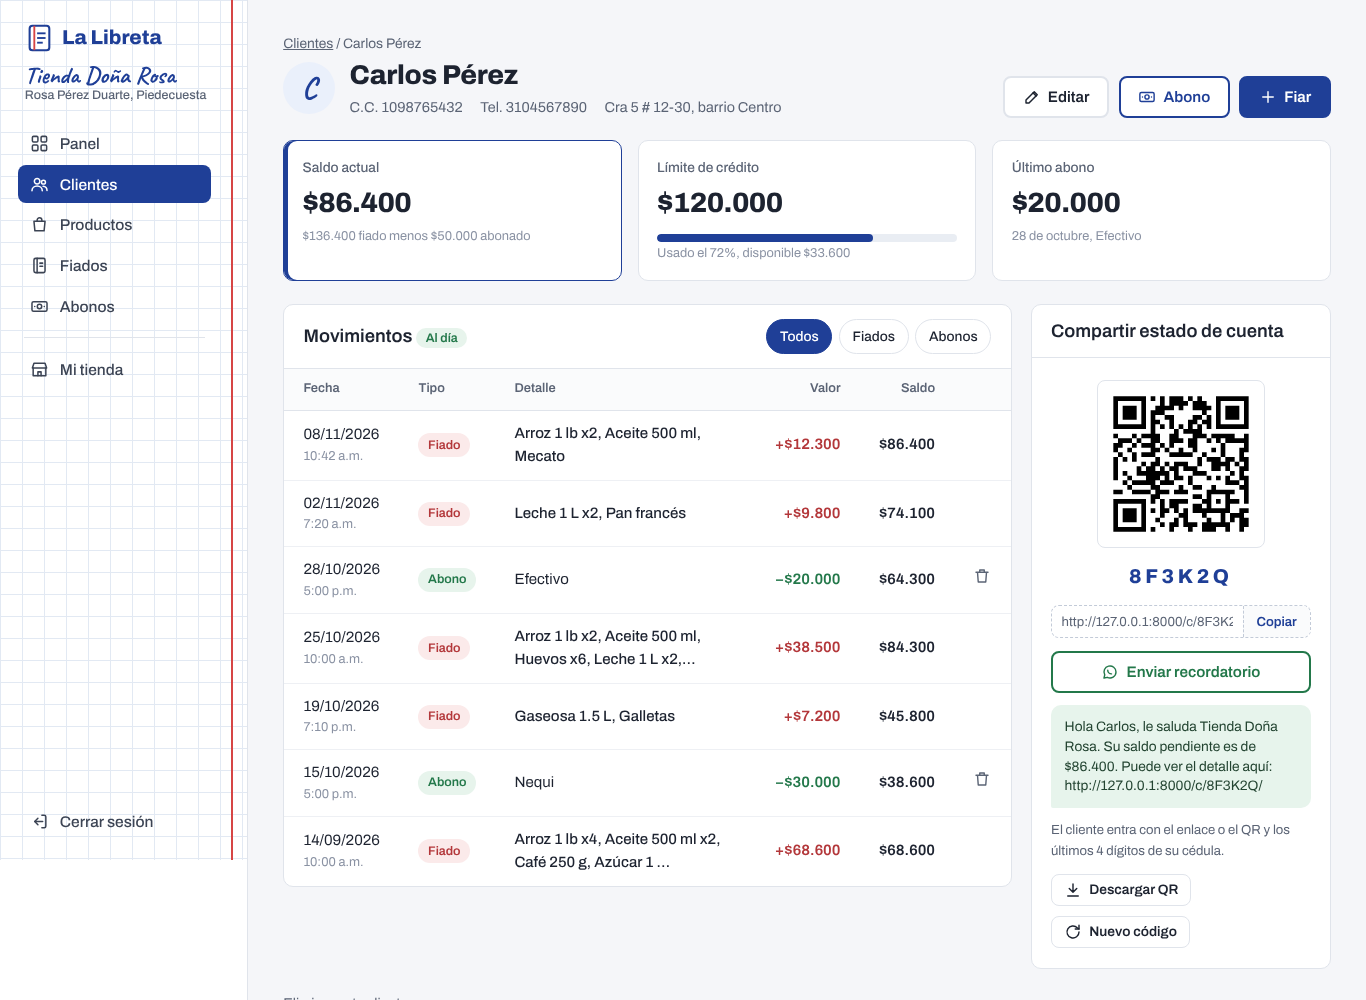 La Libreta
Tienda Doña Rosa
Rosa Pérez Duarte, Piedecuesta
Panel
Clientes
Productos
Fiados
Abonos
Mi tienda
Cerrar sesión
Clientes / Carlos Pérez
C
Carlos Pérez
C.C. 1098765432 Tel. 3104567890 Cra 5 # 12-30, barrio Centro
Editar
Abono
Fiar
Saldo actual
$86.400
$136.400 fiado menos $50.000 abonado
Límite de crédito
$120.000
Usado el 72%, disponible $33.600
Último abono
$20.000
28 de octubre, Efectivo
Movimientos Al día
Todos Fiados Abonos
Fecha Tipo Detalle Valor Saldo
08/11/2026
10:42 a.m.
Fiado
Arroz 1 lb x2, Aceite 500 ml,
Mecato
+$12.300 $86.400
02/11/2026
7:20 a.m.
Fiado
Leche 1 L x2, Pan francés
+$9.800 $74.100
28/10/2026
5:00 p.m.
Abono
Efectivo
−$20.000 $64.300
25/10/2026
10:00 a.m.
Fiado
Arroz 1 lb x2, Aceite 500 ml,
Huevos x6, Leche 1 L x2,…
+$38.500 $84.300
19/10/2026
7:10 p.m.
Fiado
Gaseosa 1.5 L, Galletas
+$7.200 $45.800
15/10/2026
5:00 p.m.
Abono
Nequi
−$30.000 $38.600
14/09/2026
10:00 a.m.
Fiado
Arroz 1 lb x4, Aceite 500 ml x2,
Café 250 g, Azúcar 1 …
+$68.600 $68.600
Compartir estado de cuenta
8F3K2Q
http://127.0.0.1:8000/c/8F3K2
Copiar
Enviar recordatorio
Hola Carlos, le saluda Tienda Doña
Rosa. Su saldo pendiente es de
$86.400. Puede ver el detalle aquí:
http://127.0.0.1:8000/c/8F3K2Q/
El cliente entra con el enlace o el QR y los
últimos 4 dígitos de su cédula.
Descargar QR
Nuevo código